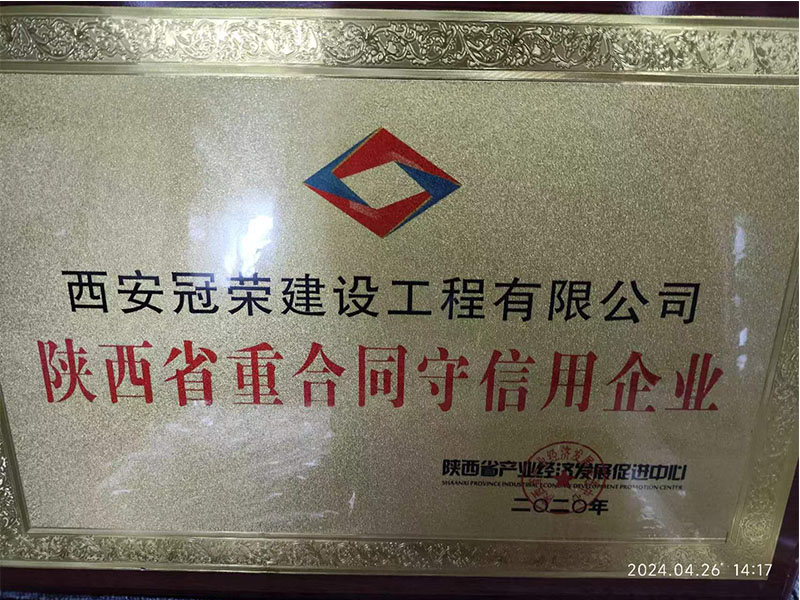 西安冠荣建设工程有限公司
陕西省重合同守信用企业
陕西省产业经济发展促进中心
SHAANXI PROVINCE INDUSTRIAL ECONOMY DEVELOPMENT PROMOTION CENTER
二〇二〇年
2024.04.26 14:17